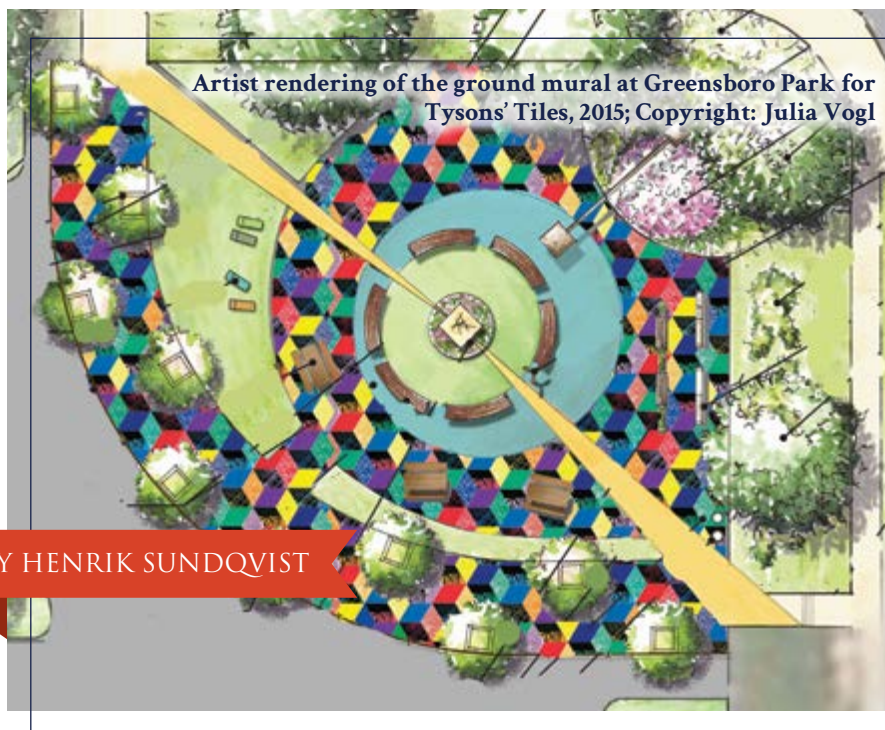 Artist rendering of the ground mural at Greensboro Park for
Tysons’ Tiles, 2015; Copyright: Julia Vogl
Y HENRIK SUNDQVIST